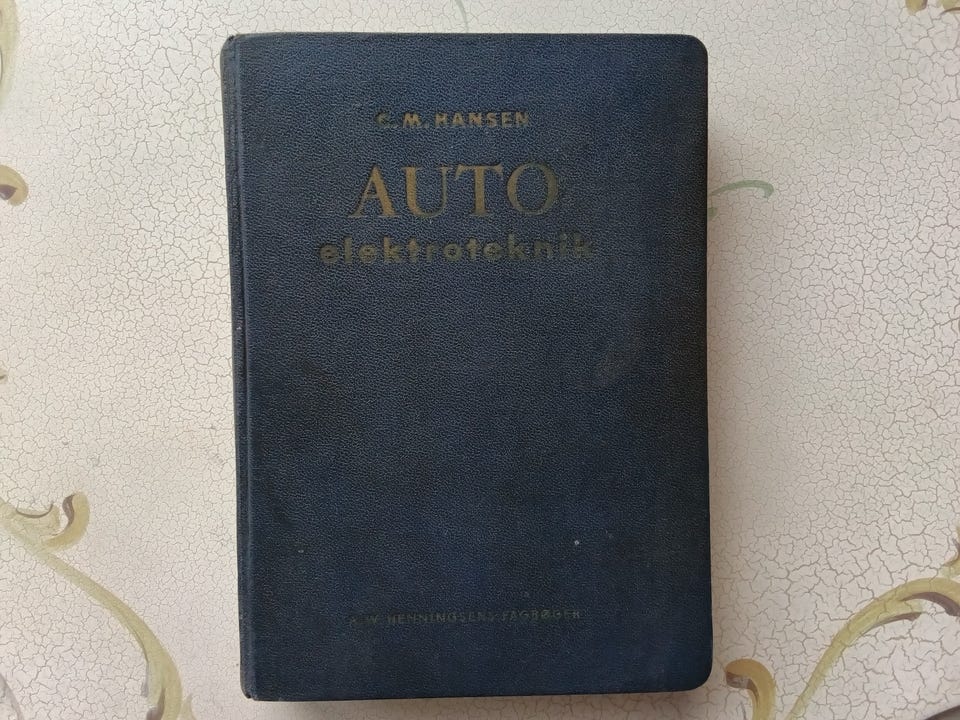 C. M. HANSEN
AUTO
elektroteknik
W. HENNINGSENS FAGBØGER